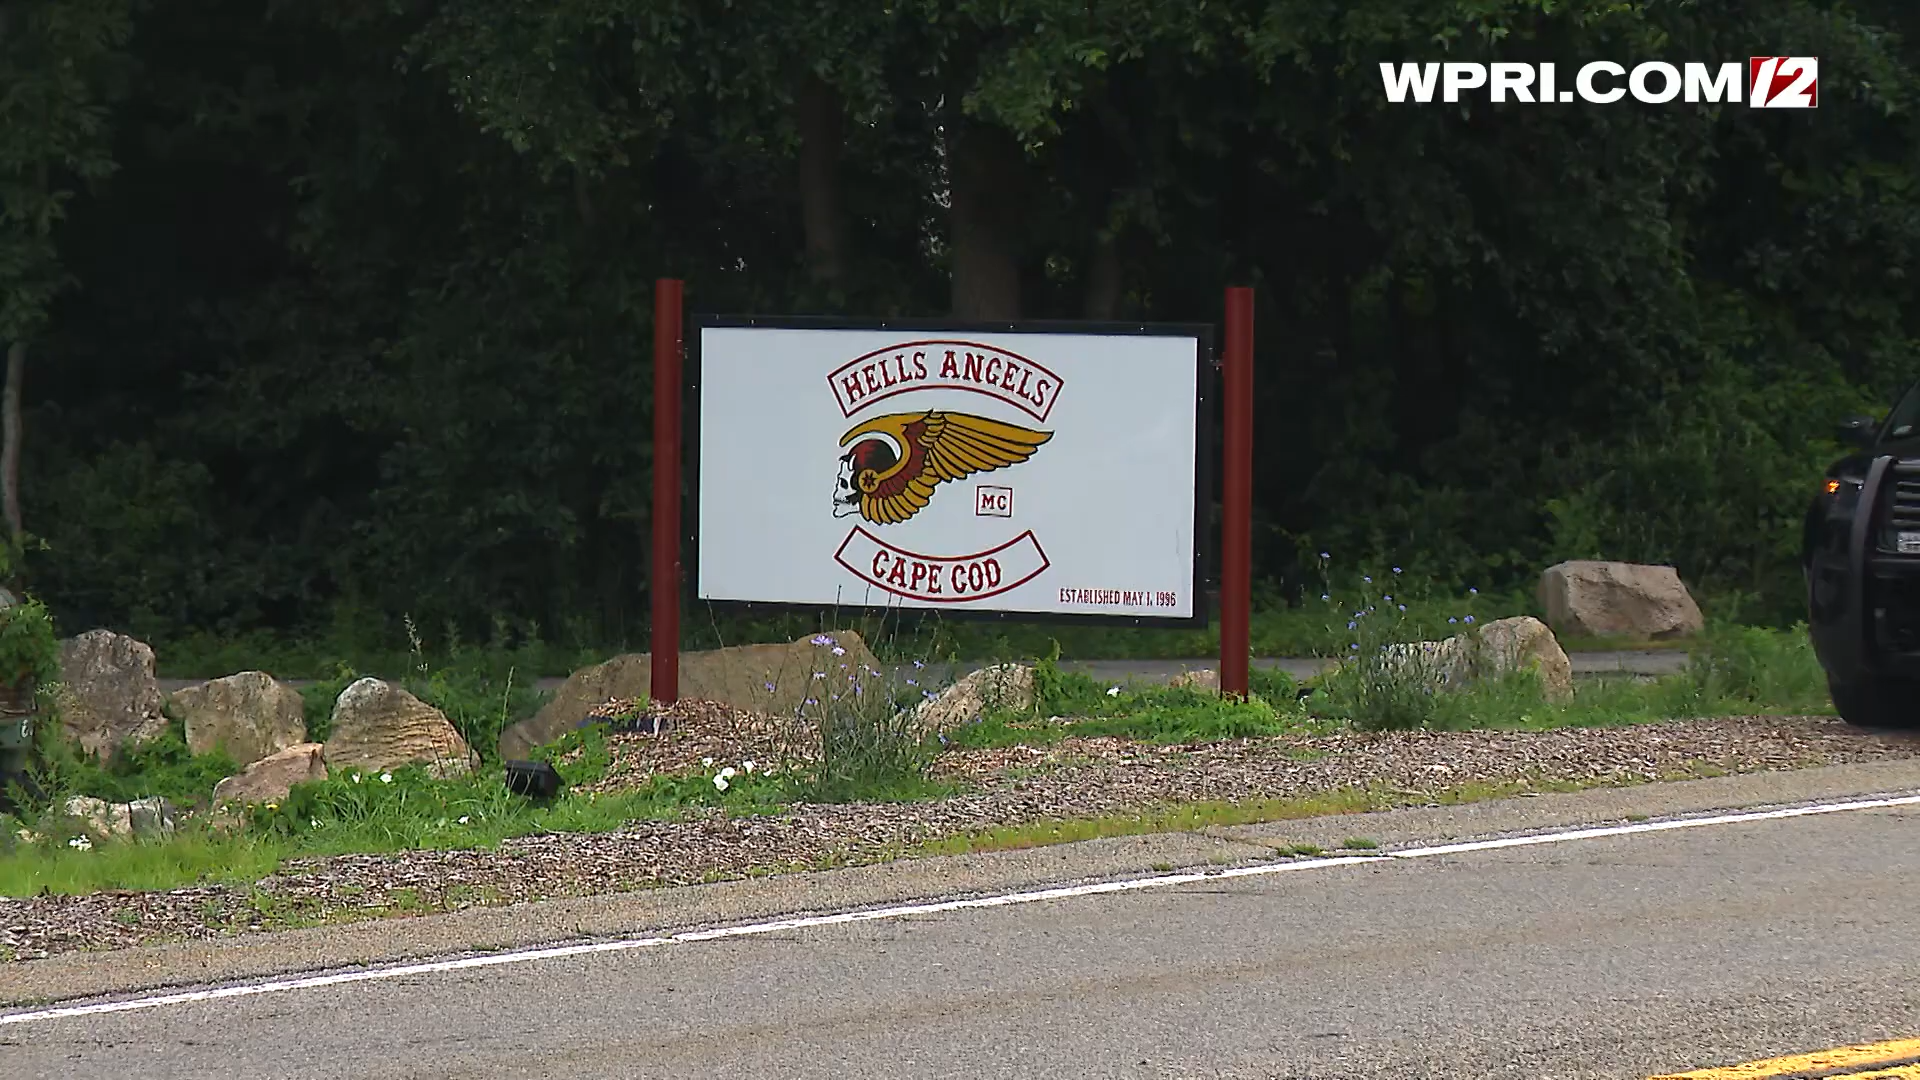 WPRI.COM 12
HELLS ANGELS
MC
CAPE COD
ESTABLISHED MAY 1, 1996